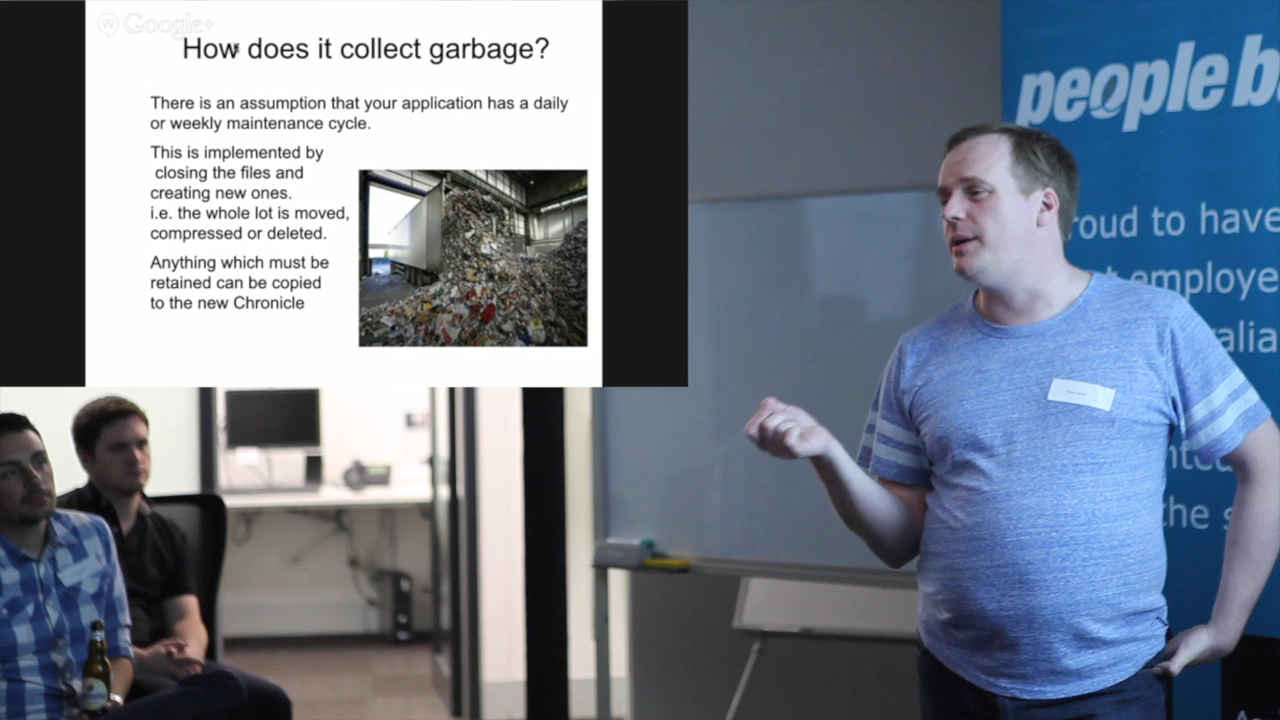 Google+
How does it collect garbage?
There is an assumption that your application has a daily
or weekly maintenance cycle.
This is implemented by
closing the files and
creating new ones.
i.e. the whole lot is moved,
compressed or deleted.
Anything which must be
retained can be copied
to the new Chronicle
people b
roud to have
employe
alia
the s